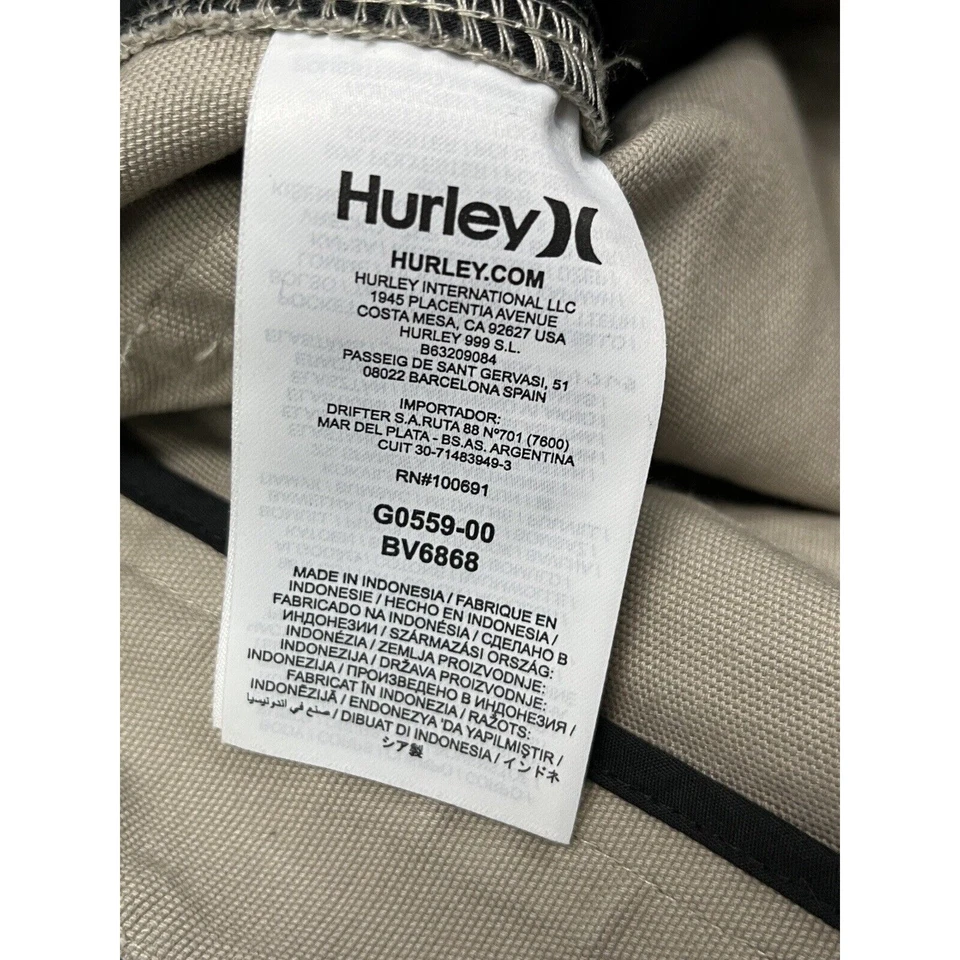 Hurley
HURLEY.COM
HURLEY INTERNATIONAL LLC
1945 PLACENTIA AVENUE
COSTA MESA, CA 92627 USA
HURLEY 999 S.L.
B63209084
PASSEIG DE SANT GERVASI, 51
08022 BARCELONA SPAIN
IMPORTADOR:
DRIFTER S.A.RUTA 88 Nº701 (7600)
MAR DEL PLATA - BS.AS. ARGENTINA
CUIT 30-71483949-3
RN#100691
G0559-00
BV6868
MADE IN INDONESIA / FABRIQUE EN
INDONESIE / HECHO EN INDONESIA /
FABRICADO NA INDONÉSIA / СДЕЛАНО В
ИНДОНЕЗИИ / SZÁRMAZÁSI ORSZÁG:
INDONÉZIA / ZEMLJA PROIZVODNJE:
INDONEZIJA / DRŽAVA PROIZVODNJE:
INDONEZIJA / ПРОИЗВЕДЕНО В ИНДОНЕЗИЯ /
FABRICAT ÎN INDONEZIA / RAŽOTS:
INDONĒZIJĀ / ENDONEZYA 'DA YAPILMIŞTIR /
صنع في اندونيسيا / DIBUAT DI INDONESIA / インドネ
シア製